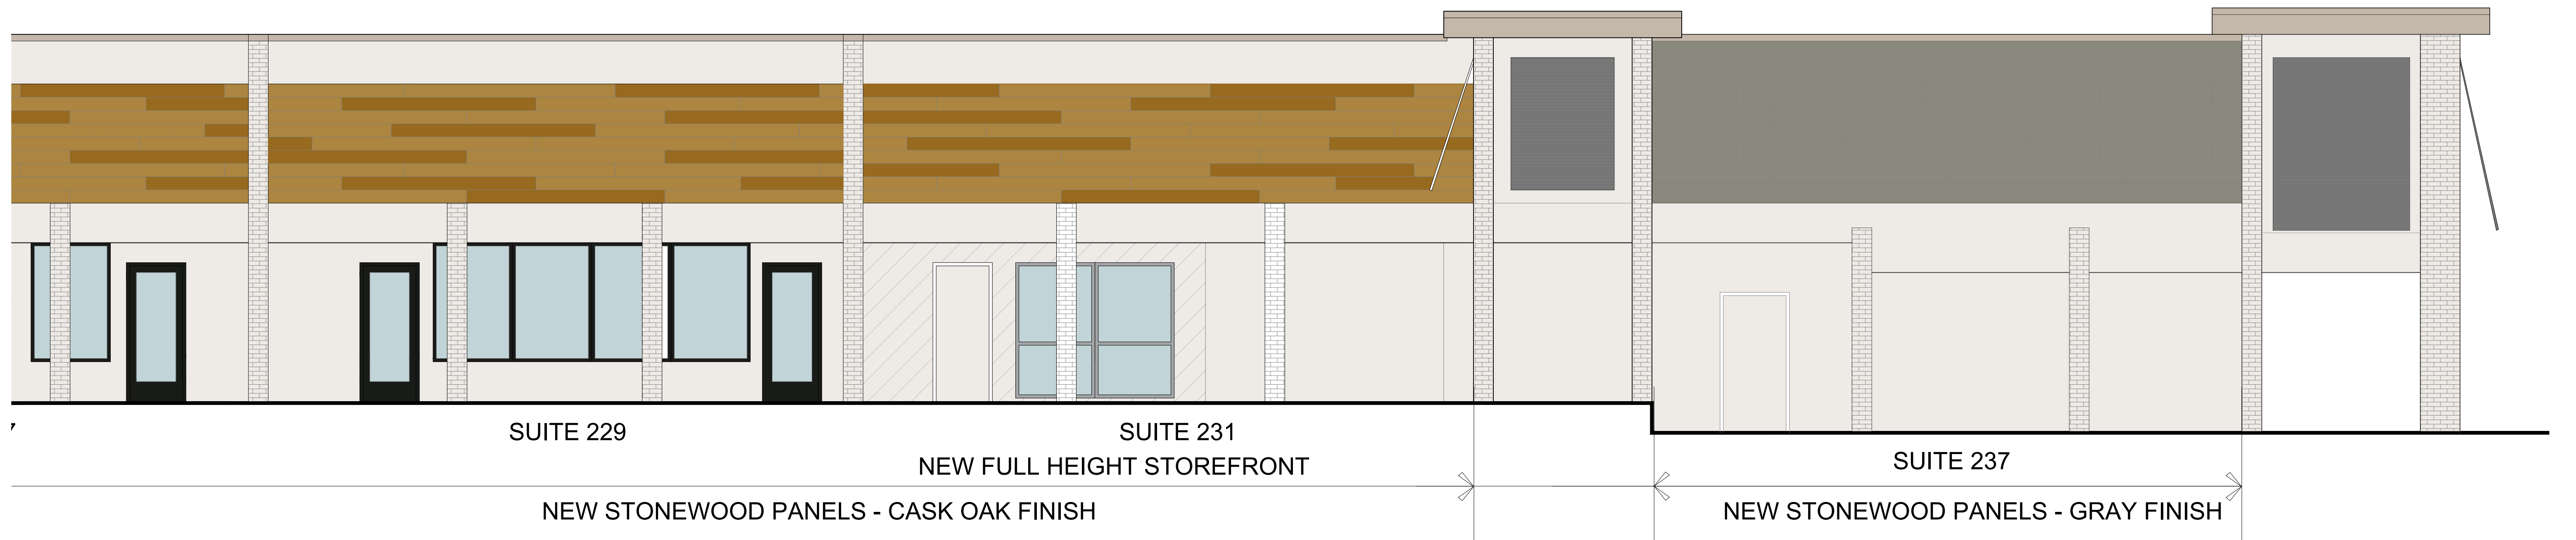 SUITE 229
SUITE 231
NEW FULL HEIGHT STOREFRONT
SUITE 237
NEW STONEWOOD PANELS - CASK OAK FINISH
NEW STONEWOOD PANELS - GRAY FINISH